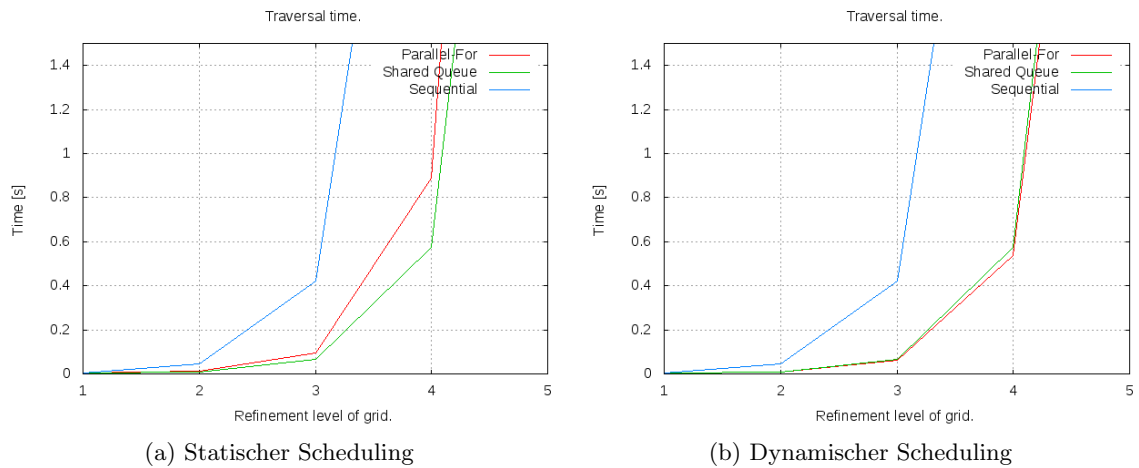 Traversal time.
Parallel-For
Shared Queue
Sequential
1.4
1.2
1
0.8
0.6
0.4
0.2
0
Time [s]
1 2 3 4 5
Refinement level of grid.
(a) Statischer Scheduling
Traversal time.
Parallel-For
Shared Queue
Sequential
1.4
1.2
1
0.8
0.6
0.4
0.2
0
Time [s]
1 2 3 4 5
Refinement level of grid.
(b) Dynamischer Scheduling